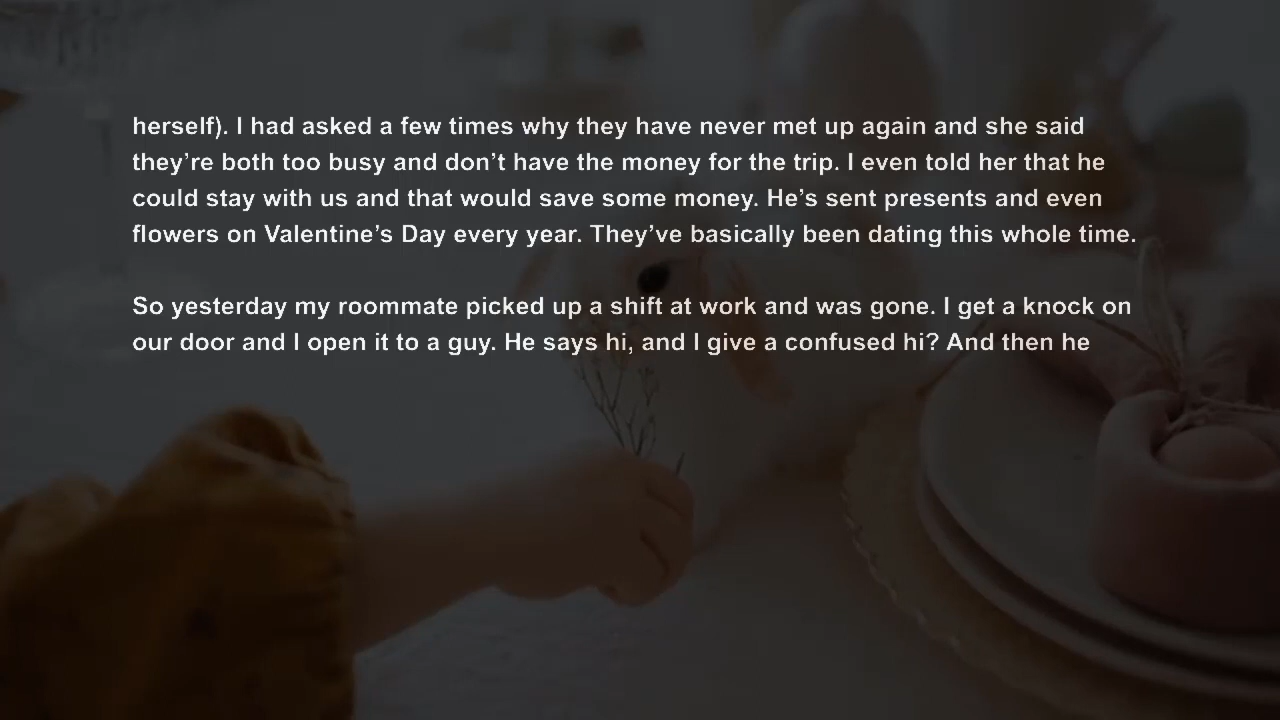 herself). I had asked a few times why they have never met up again and she said
they’re both too busy and don’t have the money for the trip. I even told her that he
could stay with us and that would save some money. He’s sent presents and even
flowers on Valentine’s Day every year. They’ve basically been dating this whole time.
So yesterday my roommate picked up a shift at work and was gone. I get a knock on
our door and I open it to a guy. He says hi, and I give a confused hi? And then he